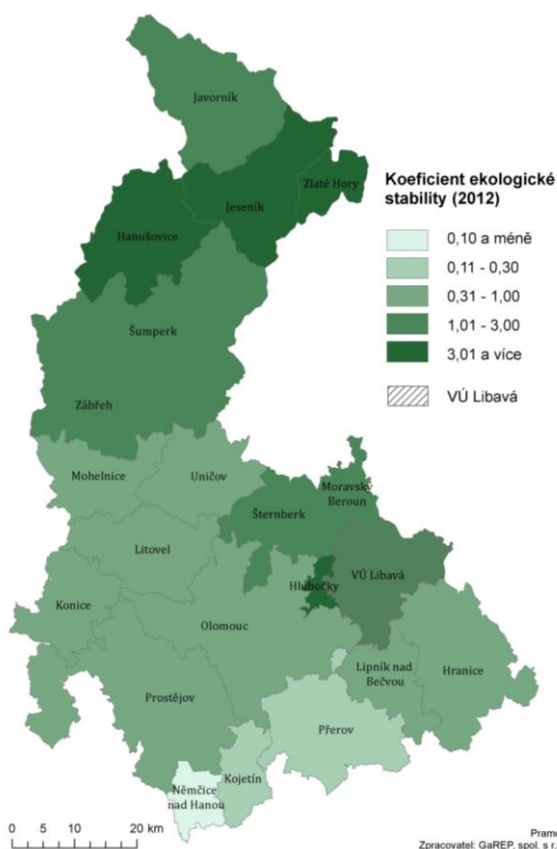 Javorník
Zlaté Hory
Jeseník
Hanušovice
Koeficient ekologické
stability (2012)
0,10 a méně
0,11 - 0,30
0,31 - 1,00
1,01 - 3,00
3,01 a více
VÚ Libavá
Šumperk
Zábřeh
Mohelnice
Uničov
Moravský
Beroun
Šternberk
Litovel
VÚ Libavá
Hlubočky
Konice
Olomouc
Lipník nad
Bečvou
Hranice
Prostějov
Přerov
Kojetín
Němčice
nad Hanou
0 5 10 20 km
Prame
Zpracovatel: GaREP, spol. s r.